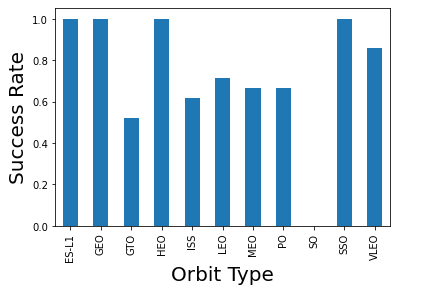 1.0
0.8
0.6
0.4
0.2
0.0
Success Rate
ES-L1
GEO
GTO
HEO
ISS
LEO
MEO
PO
SO
SSO
VLEO
Orbit Type